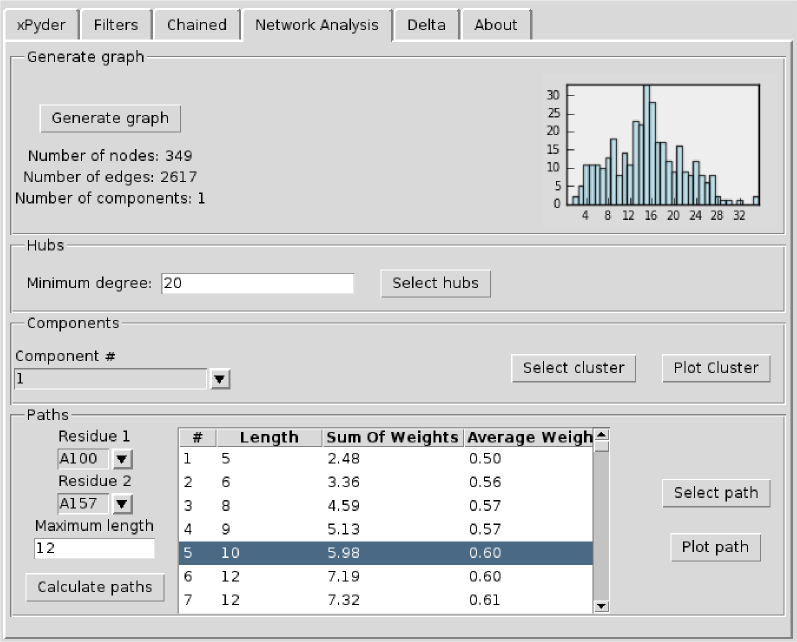 xPyder Filters Chained Network Analysis Delta About
Generate graph
Generate graph
Number of nodes: 349
Number of edges: 2617
Number of components: 1
30
25
20
15
10
5
0
4 8 12 16 20 24 28 32
Hubs
Minimum degree: 20 Select hubs
Components
Component #
1 Select cluster Plot Cluster
Paths
Residue 1
A100
Residue 2
A157
Maximum length
12
Calculate paths
# Length Sum Of Weights Average Weigh
1 5 2.48 0.50
2 6 3.36 0.56
3 8 4.59 0.57
4 9 5.13 0.57
5 10 5.98 0.60
6 12 7.19 0.60
7 12 7.32 0.61
Select path
Plot path